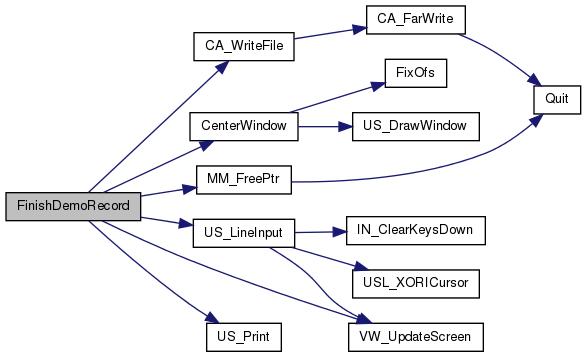 CA_FarWrite
CA_WriteFile
FixOfs
Quit
CenterWindow
US_DrawWindow
MM_FreePtr
FinishDemoRecord
US_LineInput
IN_ClearKeysDown
USL_XORICursor
US_Print
VW_UpdateScreen